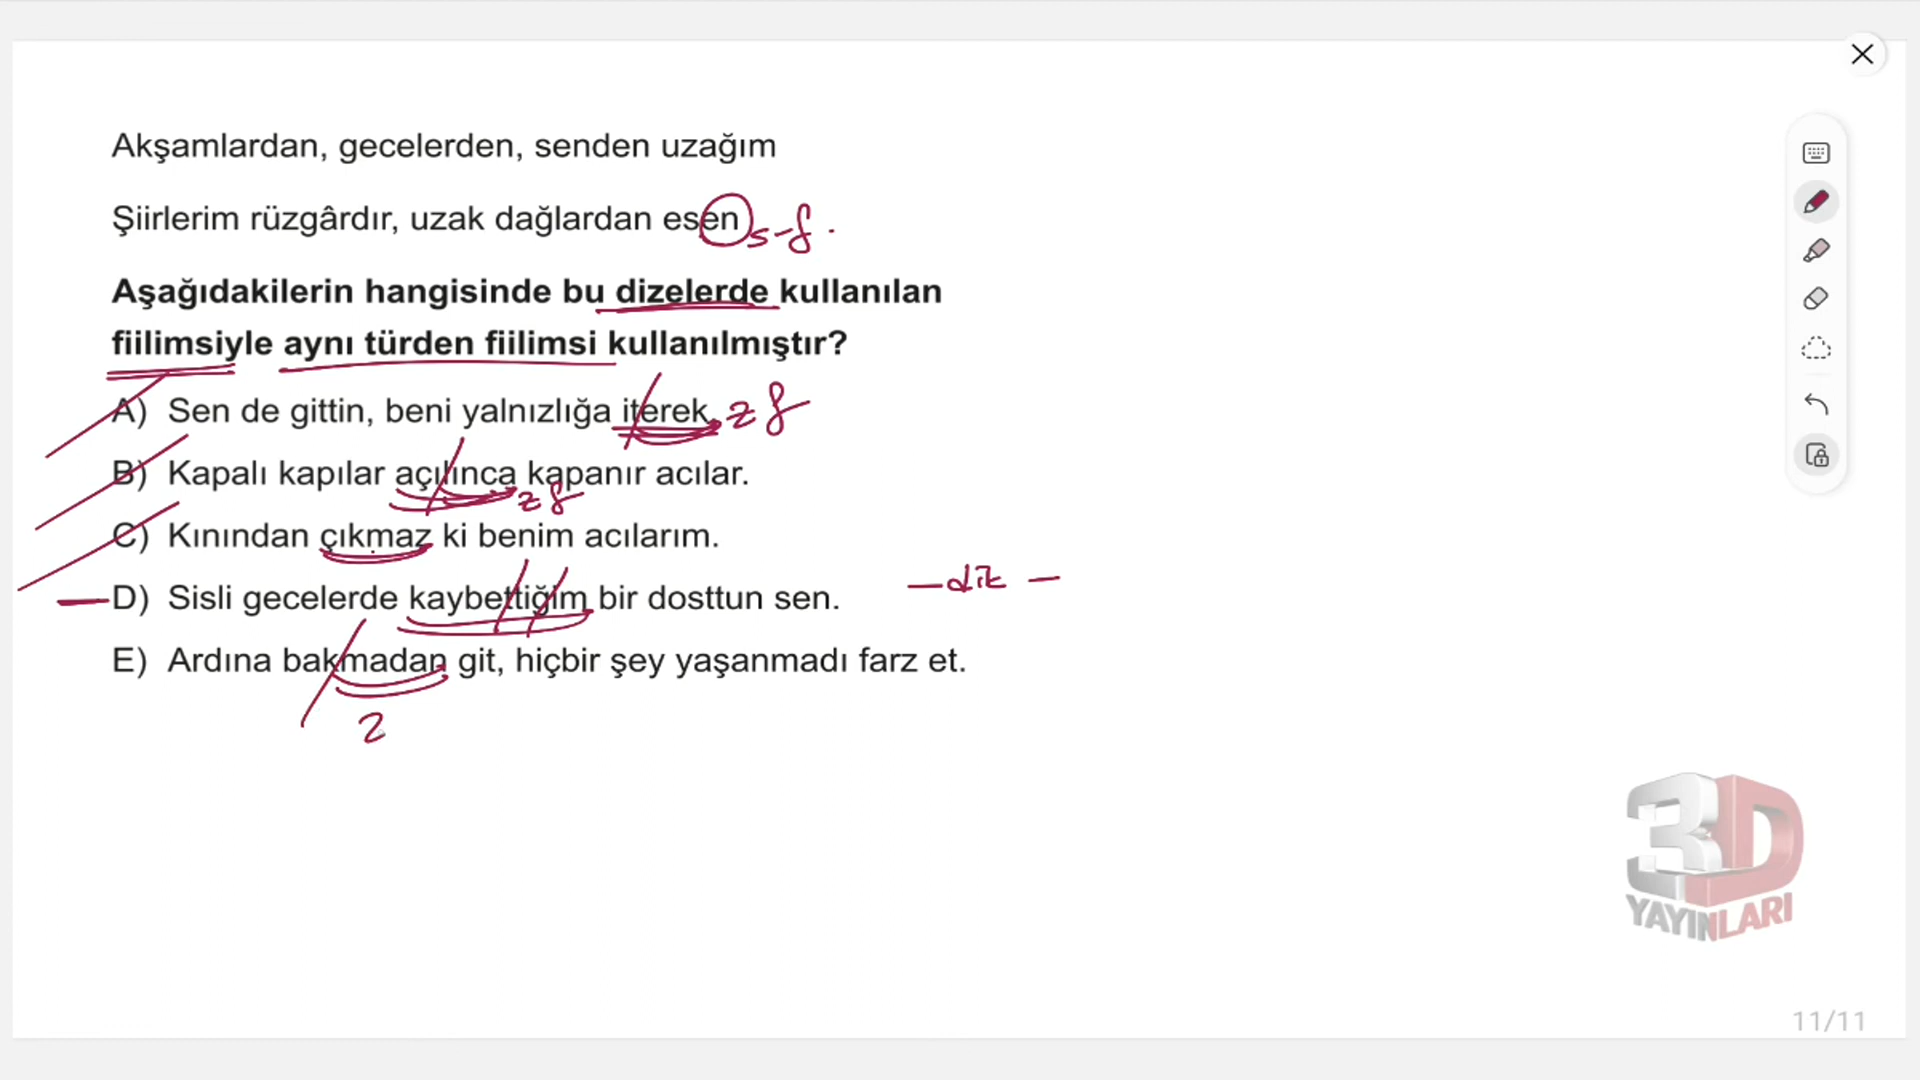 Akşamlardan, gecelerden, senden uzağım
Şiirlerim rüzgârdır, uzak dağlardan esen s-f.
Aşağıdakilerin hangisinde bu dizelerde kullanılan
fiilimsiyle aynı türden fiilimsi kullanılmıştır?
A) Sen de gittin, beni yalnızlığa iterek. z f
B) Kapalı kapılar açılınca kapanır acılar.
z f
C) Kınından çıkmaz ki benim acılarım.
D) Sisli gecelerde kaybettiğim bir dosttun sen. -dik-
E) Ardına bakmadan git, hiçbir şey yaşanmadı farz et.
z
3D
YAYINLARI
11/11